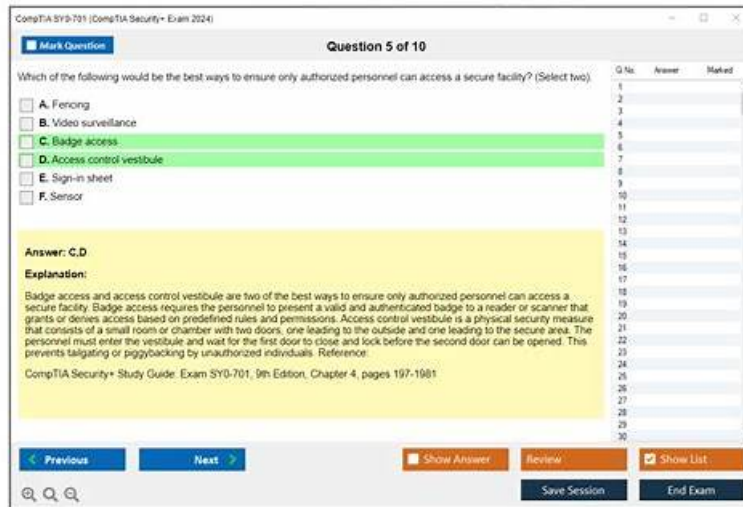 CompTIA SY0-701 (CompTIA Security+ Exam 2024)
Mark Question
Question 5 of 10
Which of the following would be the best ways to ensure only authorized personnel can access a secure facility? (Select two).
A. Fencing
B. Video surveillance
C. Badge access
D. Access control vestibule
E. Sign-in sheet
F. Sensor
Answer: C,D
Explanation:
Badge access and access control vestibule are two of the best ways to ensure only authorized personnel can access a
secure facility. Badge access requires the personnel to present a valid and authenticated badge to a reader or scanner that
grants or denies access based on predefined rules and permissions. Access control vestibule is a physical security measure
that consists of a small room or chamber with two doors, one leading to the outside and one leading to the secure area. The
personnel must enter the vestibule and wait for the first door to close and lock before the second door can be opened. This
prevents tailgating or piggybacking by unauthorized individuals. Reference:
CompTIA Security+ Study Guide: Exam SY0-701, 9th Edition, Chapter 4, pages 197-1981
Q No. Answer Marked
1
2
3
4
5
6
7
8
9
10
11
12
13
14
15
16
17
18
19
20
21
22
23
24
25
26
27
28
29
30
Previous
Next
Show Answer
Review
Show List
Save Session
End Exam